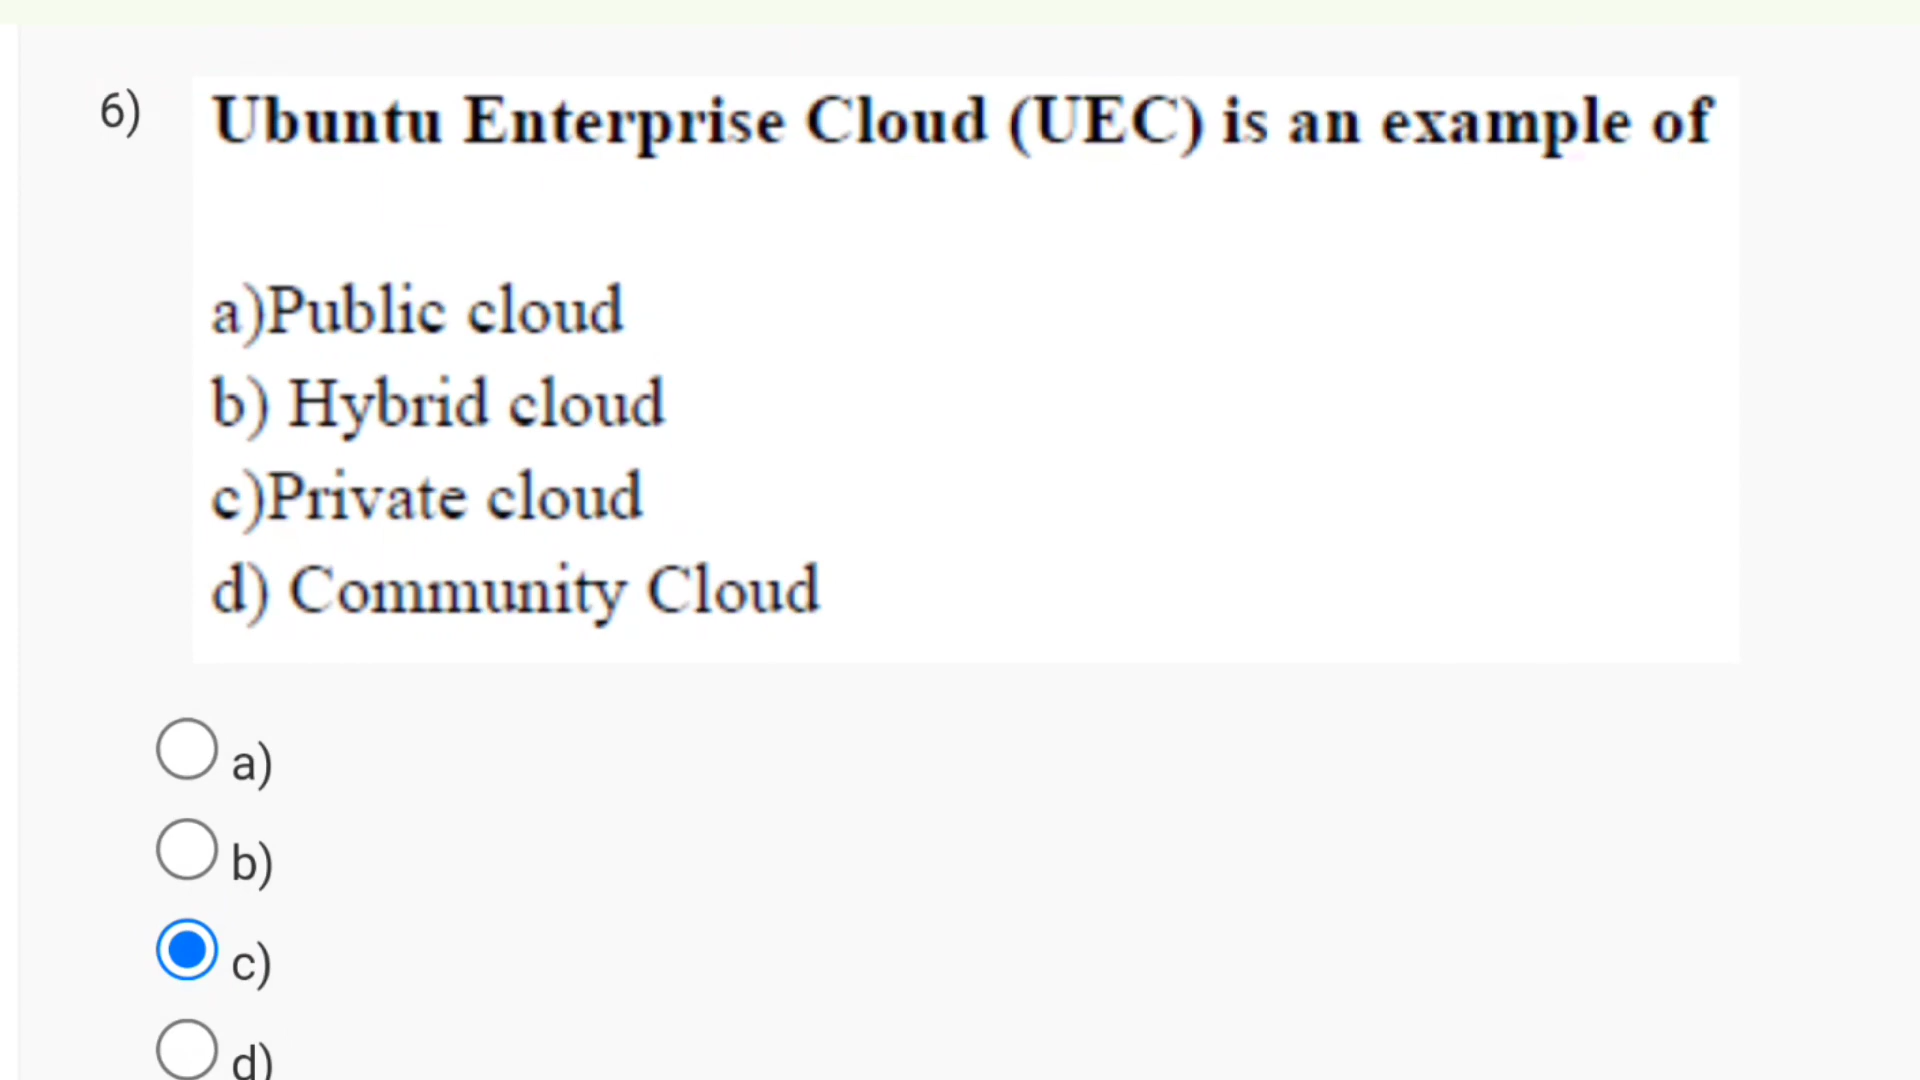 6) Ubuntu Enterprise Cloud (UEC) is an example of
a)Public cloud
b) Hybrid cloud
c)Private cloud
d) Community Cloud
a)
b)
c)
d)